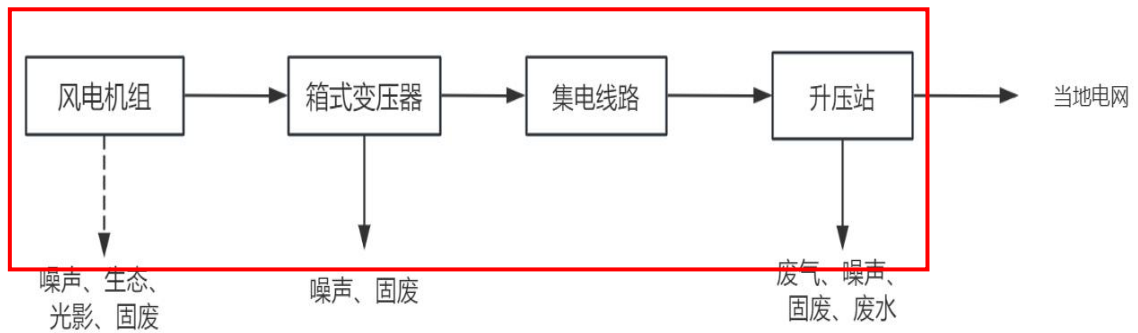 风电机组
箱式变压器
集电线路
升压站
当地电网
噪声、生态、
光影、固废
噪声、固废
废气、噪声、
固废、废水